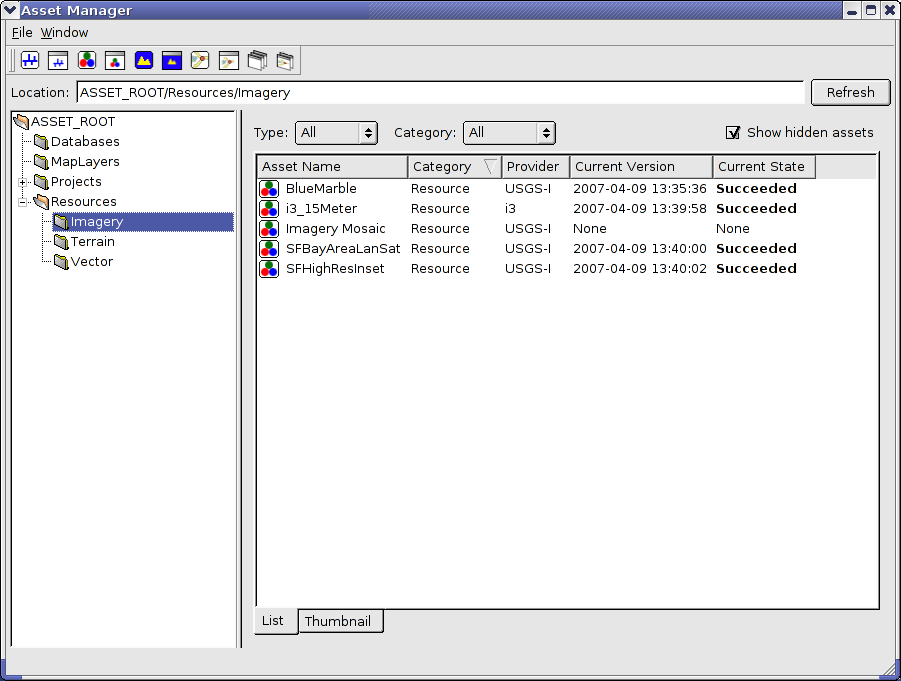 Asset Manager
File Window
Location: ASSET_ROOT/Resources/Imagery Refresh
ASSET_ROOT
Databases
MapLayers
Projects
Resources
Imagery
Terrain
Vector
Type: All Category: All Show hidden assets
Asset Name Category Provider Current Version Current State
BlueMarble Resource USGS-I 2007-04-09 13:35:36 Succeeded
i3_15Meter Resource i3 2007-04-09 13:39:58 Succeeded
Imagery Mosaic Resource USGS-I None None
SFBayAreaLanSat Resource USGS-I 2007-04-09 13:40:00 Succeeded
SFHighResInset Resource USGS-I 2007-04-09 13:40:02 Succeeded
List Thumbnail